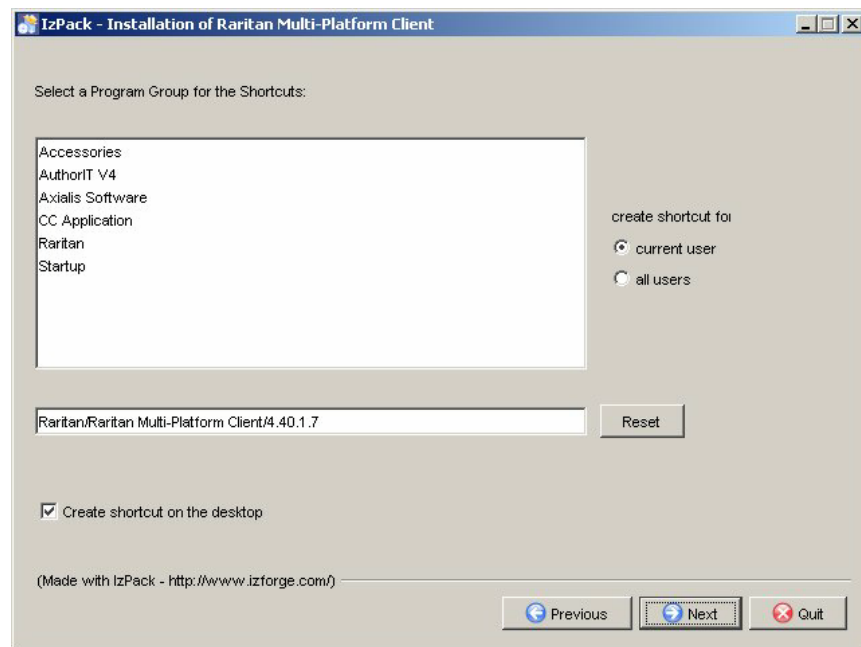 IzPack - Installation of Raritan Multi-Platform Client
Select a Program Group for the Shortcuts:
Accessories
AuthorIT V4
Axialis Software
CC Application
Raritan
Startup
create shortcut for
current user
all users
Raritan/Raritan Multi-Platform Client/4.40.1.7
Reset
Create shortcut on the desktop
(Made with IzPack - http://www.izforge.com/)
Previous
Next
Quit